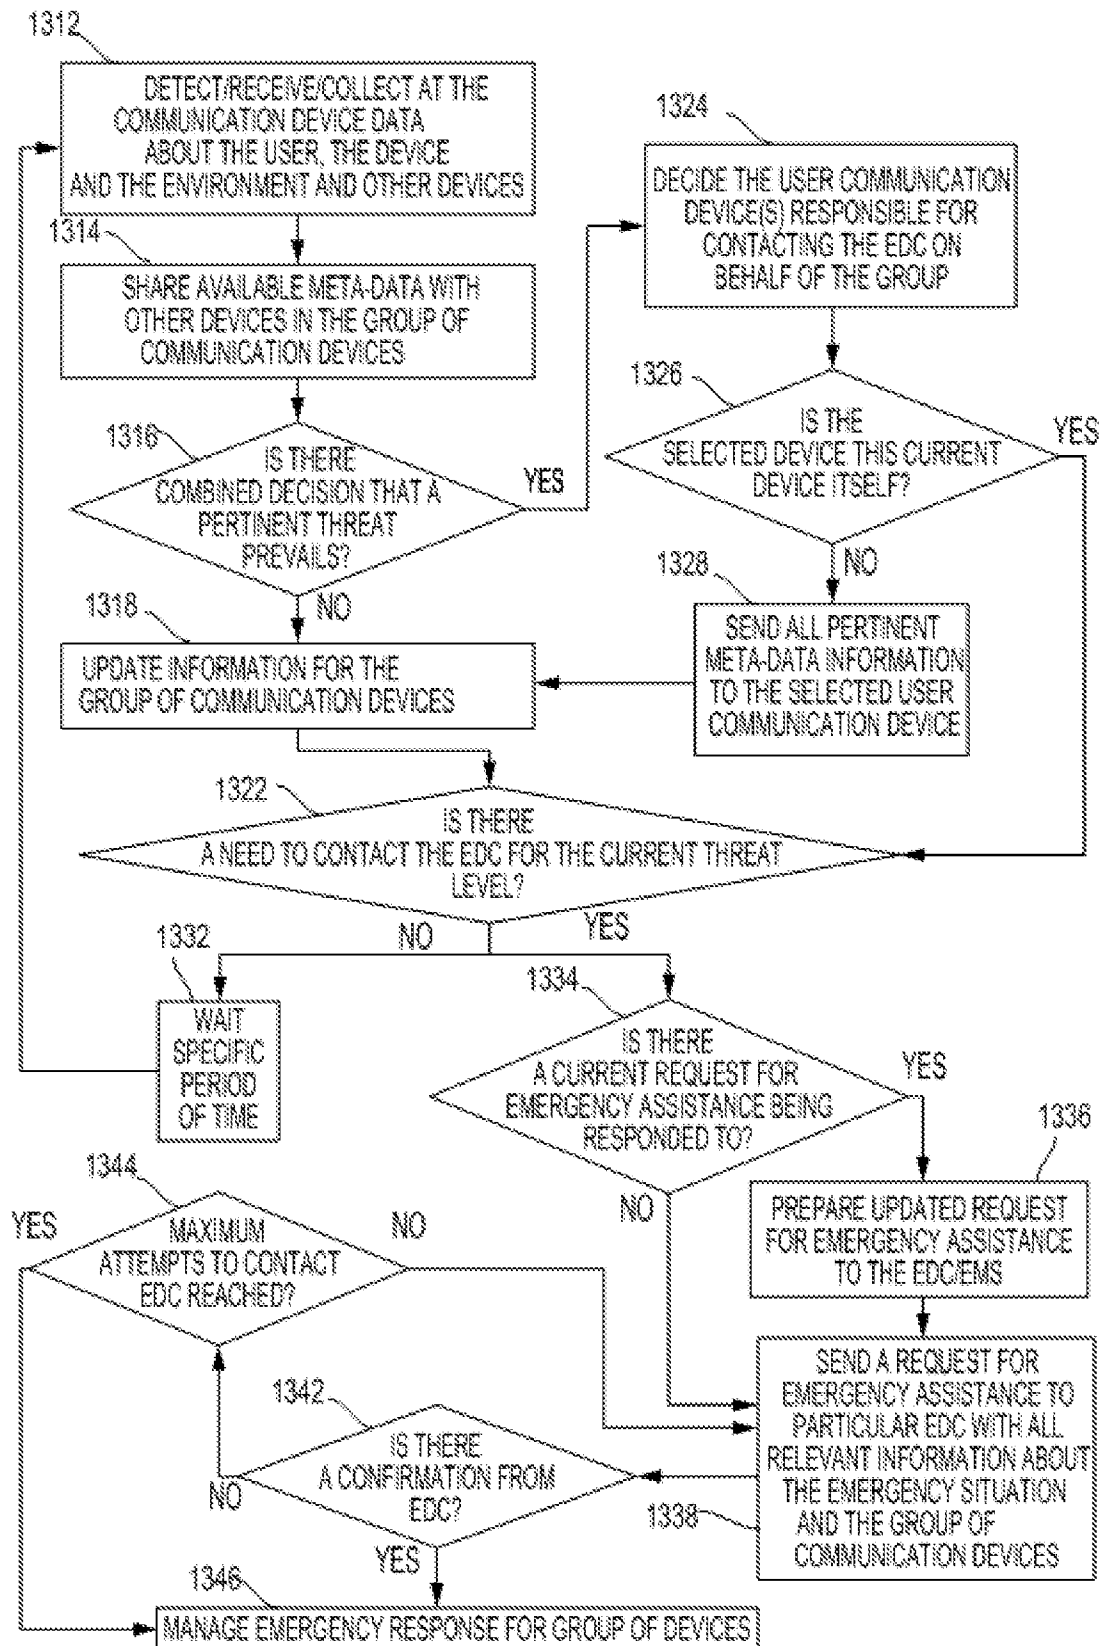 1312
DETECT/RECEIVE/COLLECT AT THE
COMMUNICATION DEVICE DATA
ABOUT THE USER, THE DEVICE
AND THE ENVIRONMENT AND OTHER DEVICES
1314
SHARE AVAILABLE META-DATA WITH
OTHER DEVICES IN THE GROUP OF
COMMUNICATION DEVICES
1316
IS THERE
COMBINED DECISION THAT A
PERTINENT THREAT
PREVAILS?
YES
NO
1318
UPDATE INFORMATION FOR THE
GROUP OF COMMUNICATION DEVICES
1324
DECIDE THE USER COMMUNICATION
DEVICE(S) RESPONSIBLE FOR
CONTACTING THE EDC ON
BEHALF OF THE GROUP
1326
IS THE
SELECTED DEVICE THIS CURRENT
DEVICE ITSELF?
YES
NO
1328
SEND ALL PERTINENT
META-DATA INFORMATION
TO THE SELECTED USER
COMMUNICATION DEVICE
1322
IS THERE
A NEED TO CONTACT THE EDC FOR THE CURRENT THREAT
LEVEL?
NO
YES
1332
WAIT
SPECIFIC
PERIOD
OF TIME
1334
IS THERE
A CURRENT REQUEST FOR
EMERGENCY ASSISTANCE BEING
RESPONDED TO?
YES
NO
1336
PREPARE UPDATED REQUEST
FOR EMERGENCY ASSISTANCE
TO THE EDC/EMS
SEND A REQUEST FOR
EMERGENCY ASSISTANCE TO
PARTICULAR EDC WITH ALL
RELEVANT INFORMATION ABOUT
THE EMERGENCY SITUATION
AND THE GROUP OF
COMMUNICATION DEVICES
1338
1342
IS THERE
A CONFIRMATION FROM
EDC?
NO
YES
1344
YES
MAXIMUM
ATTEMPTS TO CONTACT
EDC REACHED?
NO
1346
MANAGE EMERGENCY RESPONSE FOR GROUP OF DEVICES